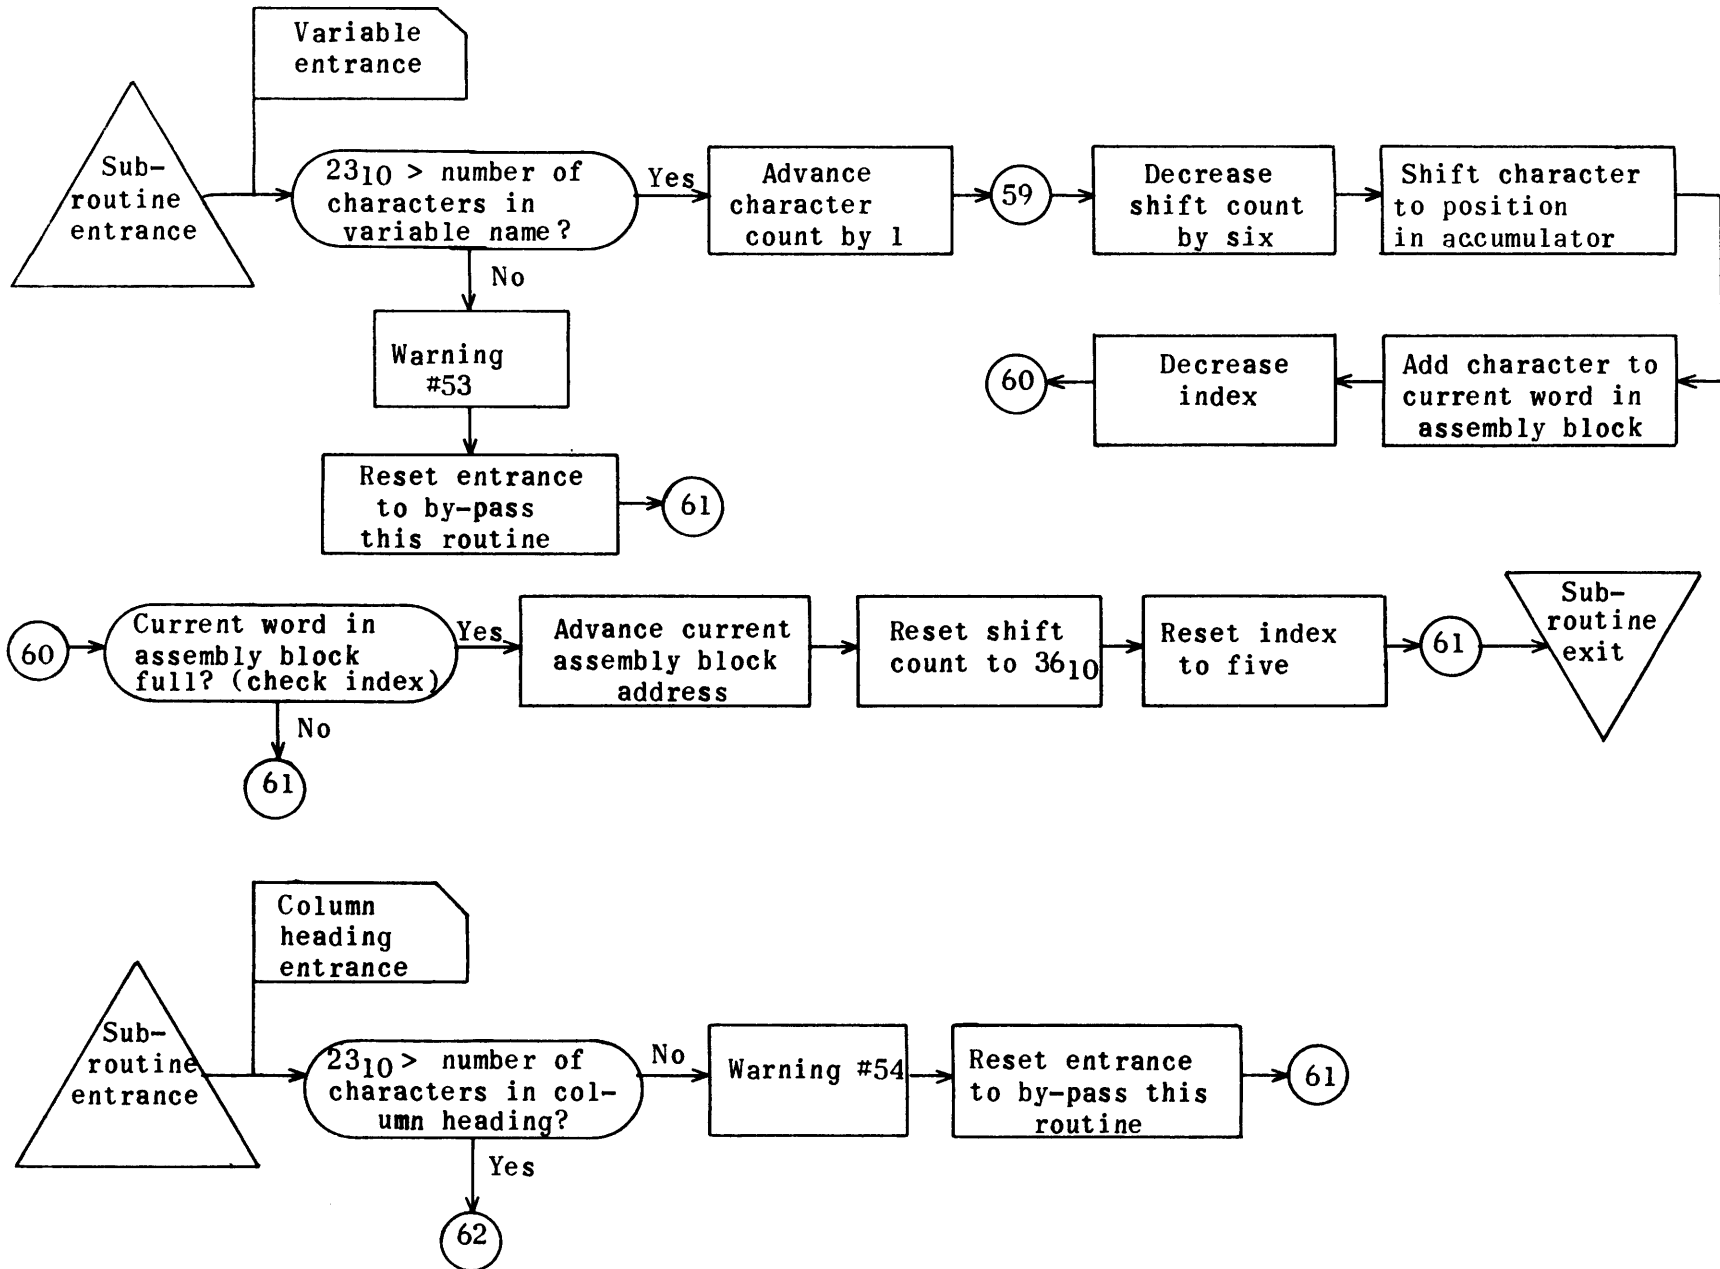 Variable
entrance
Sub-
routine
entrance
23₁₀ > number of
characters in
variable name?
Yes
No
Advance
character
count by 1
59
Decrease
shift count
by six
Shift character
to position
in accumulator
Warning
#53
Reset entrance
to by-pass
this routine
61
60
Decrease
index
Add character to
current word in
assembly block
60
Current word in
assembly block
full? (check index)
Yes
No
61
Advance current
assembly block
address
Reset shift
count to 36₁₀
Reset index
to five
61
Sub-
routine
exit
Column
heading
entrance
Sub-
routine
entrance
23₁₀ > number of
characters in col-
umn heading?
No
Yes
62
Warning #54
Reset entrance
to by-pass this
routine
61